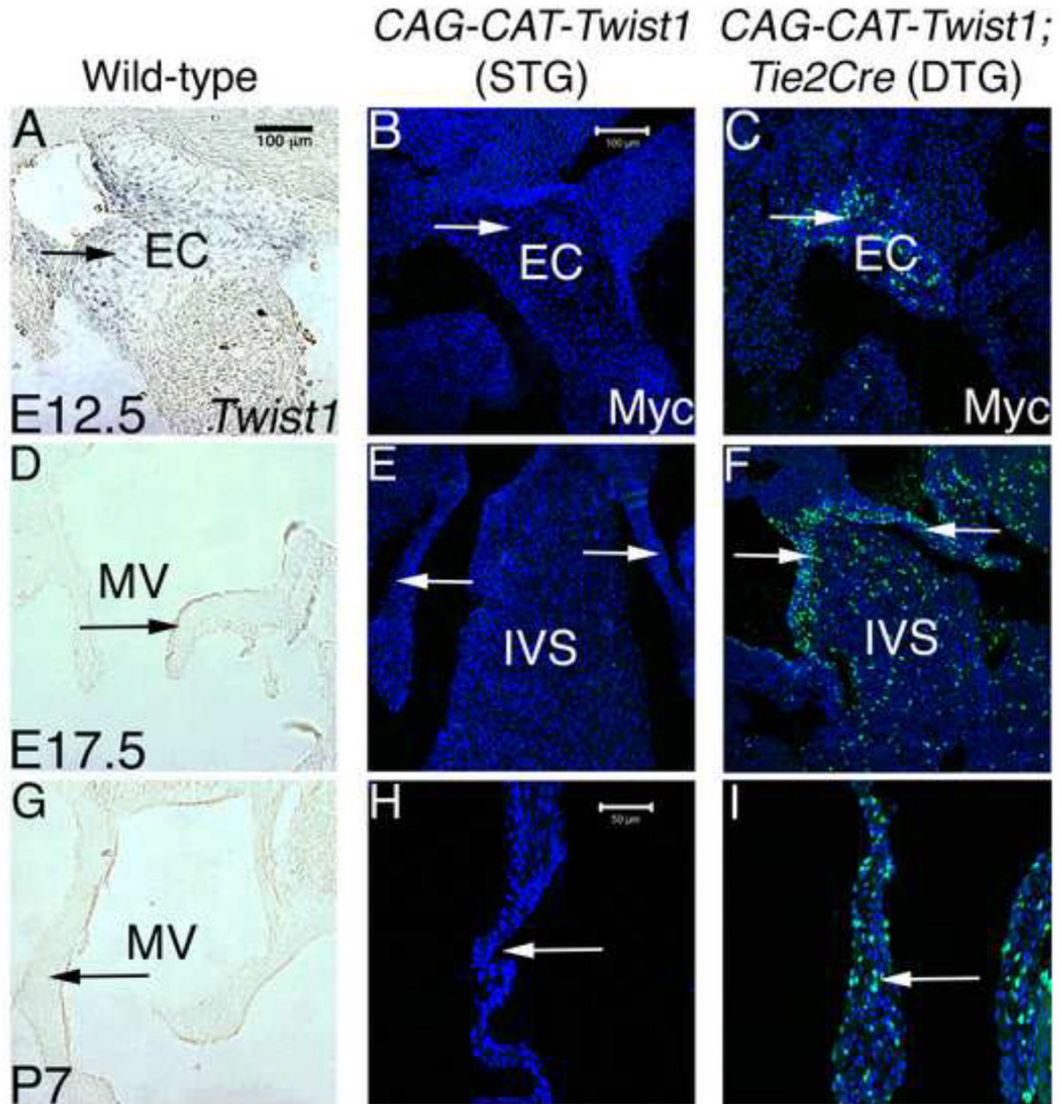 Wild-type
CAG-CAT-Twist1
(STG)
CAG-CAT-Twist1;
Tie2Cre (DTG)
A
100 µm
EC
E12.5
Twist1
B
100 µm
EC
Myc
C
EC
Myc
D
MV
E17.5
E
IVS
F
IVS
G
MV
P7
H
50 µm
I